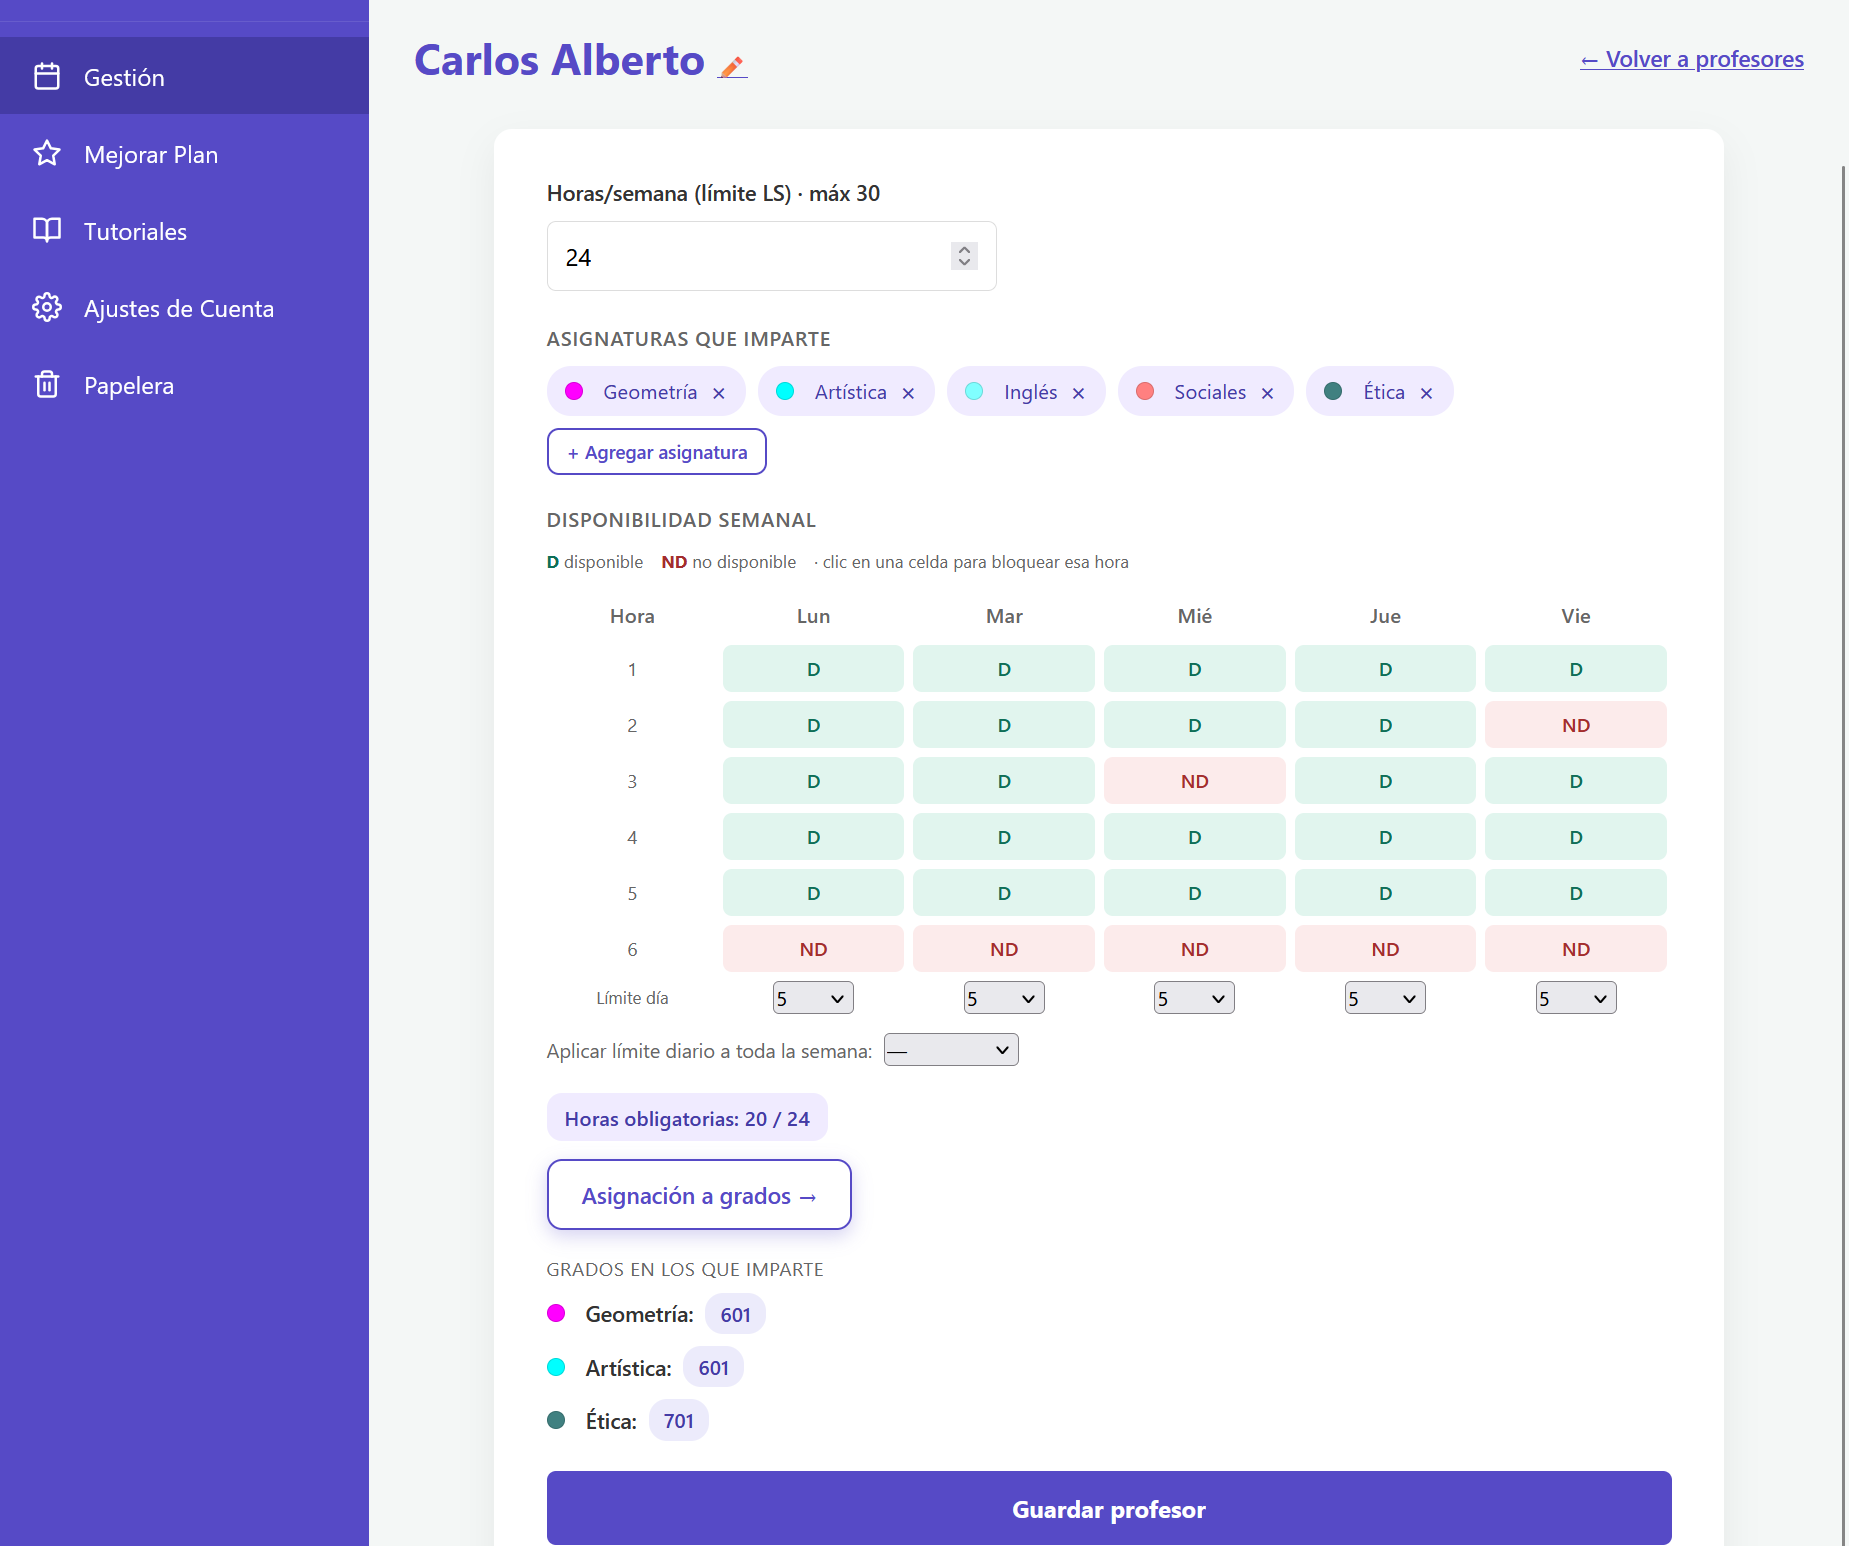 Gestión
Mejorar Plan
Tutoriales
Ajustes de Cuenta
Papelera
Carlos Alberto
← Volver a profesores
Horas/semana (límite LS) · máx 30
24
ASIGNATURAS QUE IMPARTE
Geometría × Artística × Inglés × Sociales × Ética ×
+ Agregar asignatura
DISPONIBILIDAD SEMANAL
D disponible ND no disponible · clic en una celda para bloquear esa hora
Hora Lun Mar Mié Jue Vie
1 D D D D D
2 D D D D ND
3 D D ND D D
4 D D D D D
5 D D D D D
6 ND ND ND ND ND
Límite día 5 5 5 5 5
Aplicar límite diario a toda la semana: —
Horas obligatorias: 20 / 24
Asignación a grados →
GRADOS EN LOS QUE IMPARTE
Geometría: 601
Artística: 601
Ética: 701
Guardar profesor